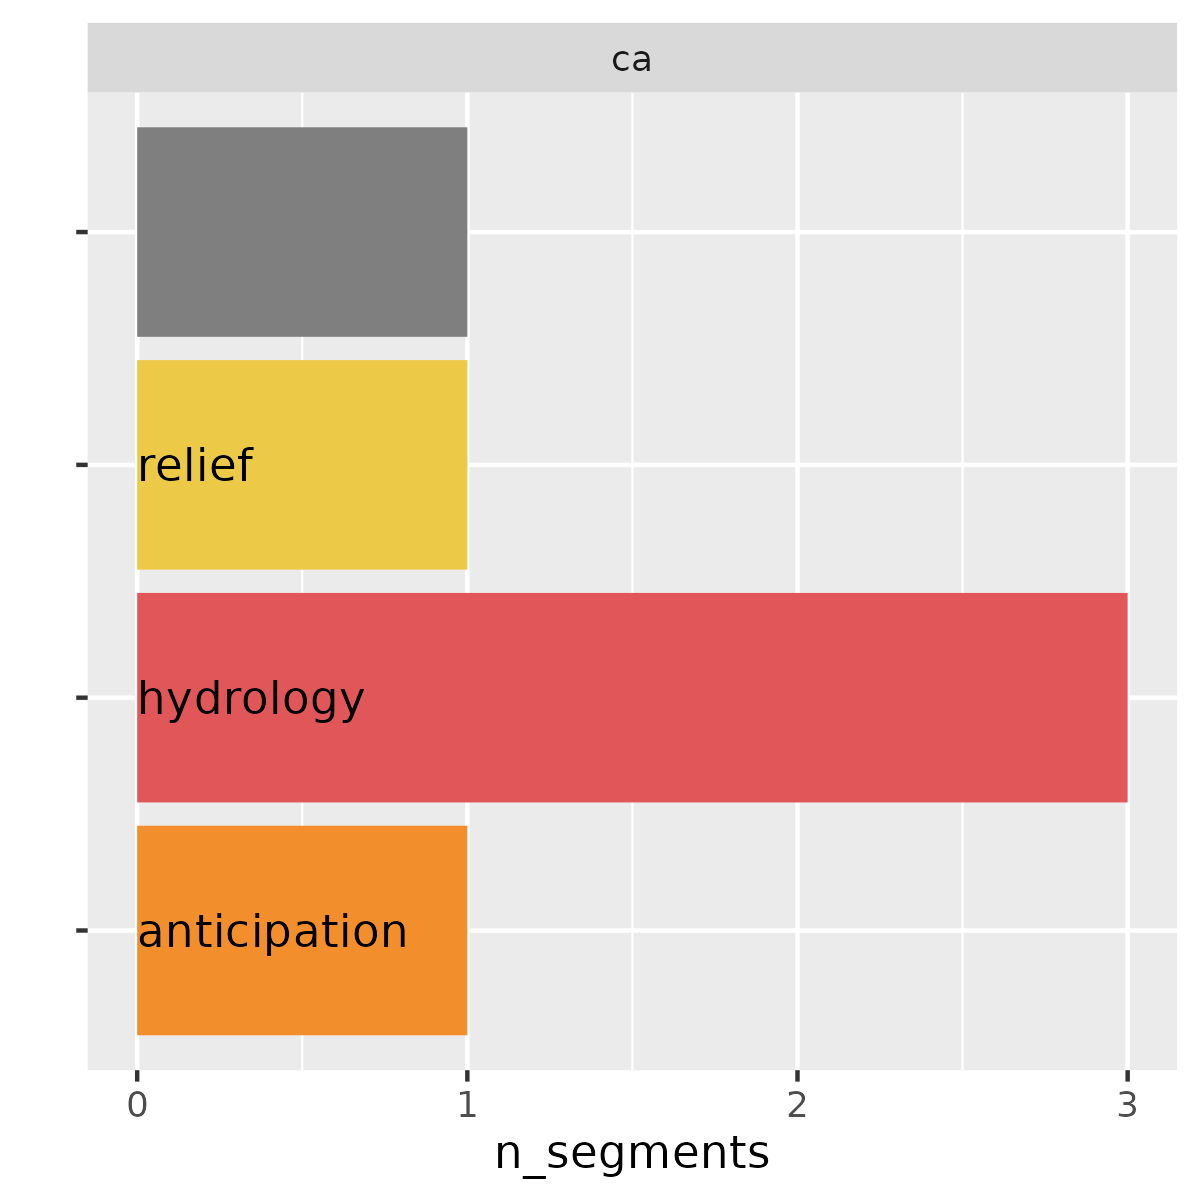 ca
relief
hydrology
anticipation
0 1 2 3
n_segments